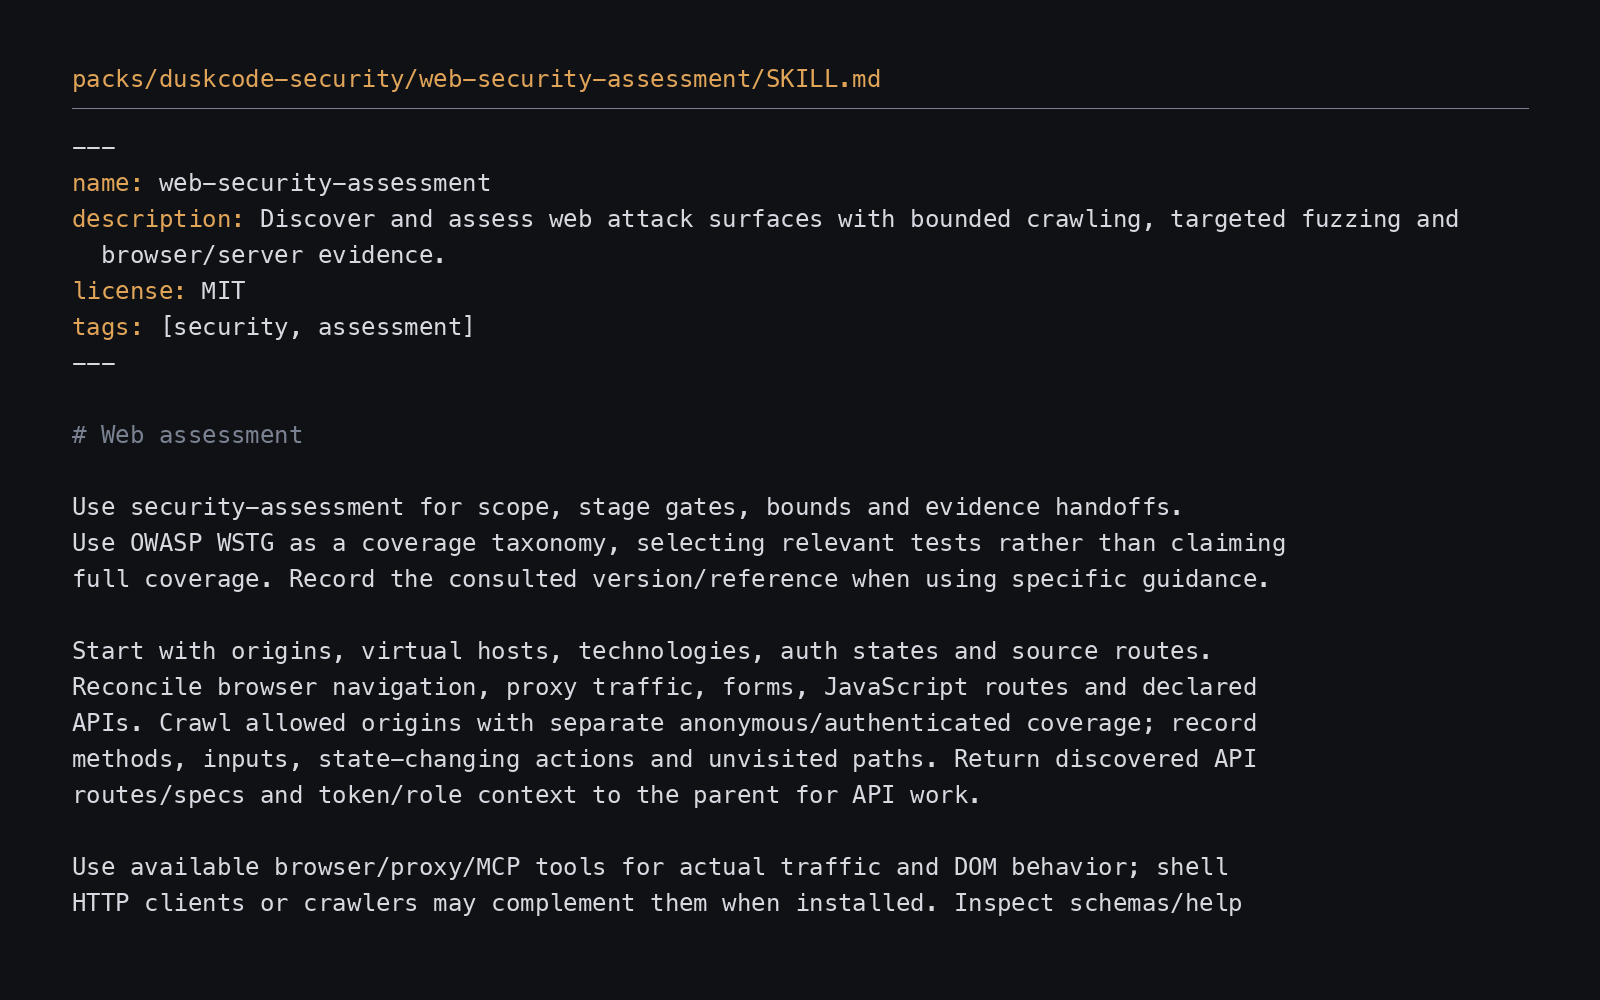 packs/duskcode-security/web-security-assessment/SKILL.md
---
name: web-security-assessment
description: Discover and assess web attack surfaces with bounded crawling, targeted fuzzing and
  browser/server evidence.
license: MIT
tags: [security, assessment]
---
# Web assessment
Use security-assessment for scope, stage gates, bounds and evidence handoffs.
Use OWASP WSTG as a coverage taxonomy, selecting relevant tests rather than claiming
full coverage. Record the consulted version/reference when using specific guidance.
Start with origins, virtual hosts, technologies, auth states and source routes.
Reconcile browser navigation, proxy traffic, forms, JavaScript routes and declared
APIs. Crawl allowed origins with separate anonymous/authenticated coverage; record
methods, inputs, state-changing actions and unvisited paths. Return discovered API
routes/specs and token/role context to the parent for API work.
Use available browser/proxy/MCP tools for actual traffic and DOM behavior; shell
HTTP clients or crawlers may complement them when installed. Inspect schemas/help